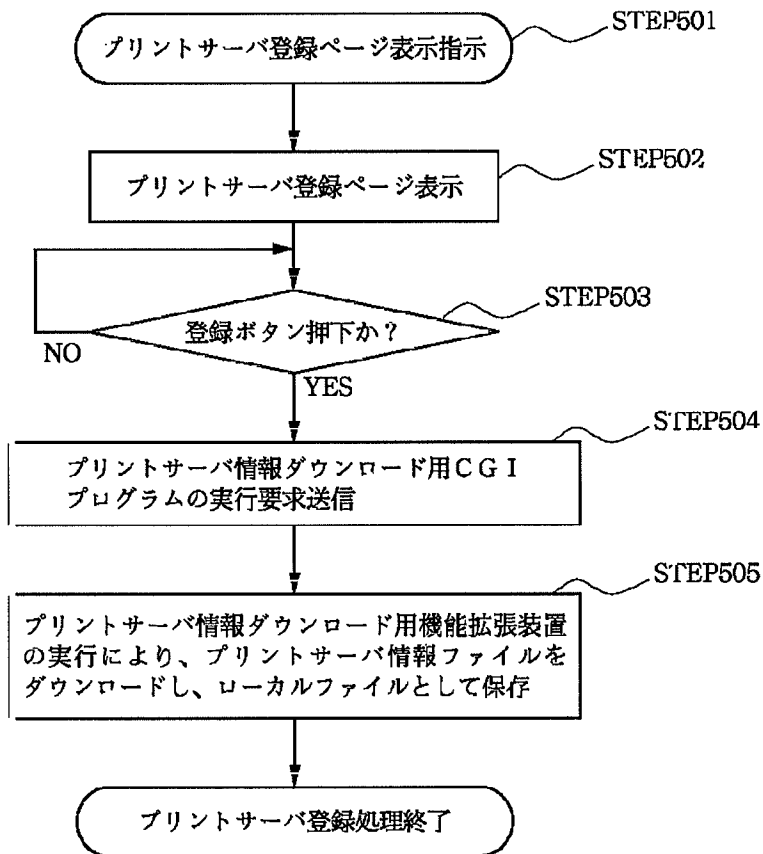 プリントサーバ登録ページ表示指示
STEP501
プリントサーバ登録ページ表示
STEP502
登録ボタン押下か？
STEP503
NO
YES
STEP504
プリントサーバ情報ダウンロード用ＣＧＩ
プログラムの実行要求送信
STEP505
プリントサーバ情報ダウンロード用機能拡張装置
の実行により、プリントサーバ情報ファイルを
ダウンロードし、ローカルファイルとして保存
プリントサーバ登録処理終了